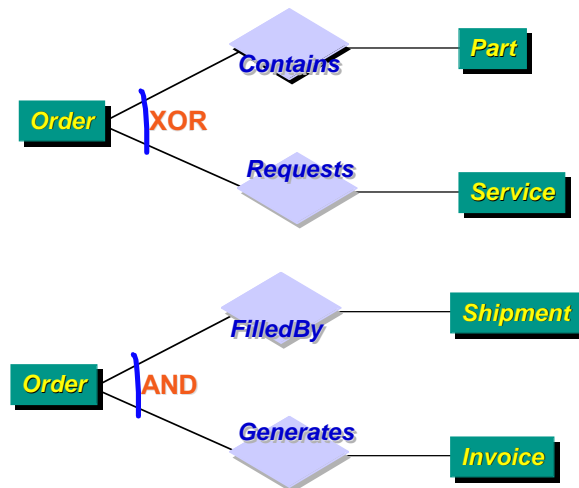 Contains
Part
Order
XOR
Requests
Service
FilledBy
Shipment
Order
AND
Generates
Invoice